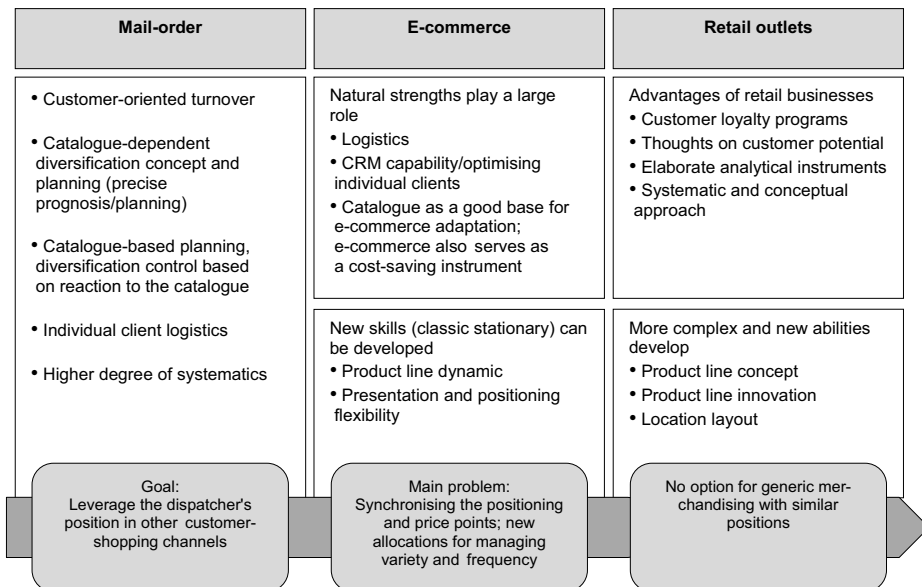 Mail-order
E-commerce
Retail outlets
• Customer-oriented turnover
• Catalogue-dependent
diversification concept and
planning (precise
prognosis/planning)
• Catalogue-based planning,
diversification control based
on reaction to the catalogue
• Individual client logistics
• Higher degree of systematics
Natural strengths play a large
role
• Logistics
• CRM capability/optimising
individual clients
• Catalogue as a good base for
e-commerce adaptation;
e-commerce also serves as
a cost-saving instrument
New skills (classic stationary) can
be developed
• Product line dynamic
• Presentation and positioning
flexibility
Advantages of retail businesses
• Customer loyalty programs
• Thoughts on customer potential
• Elaborate analytical instruments
• Systematic and conceptual
approach
More complex and new abilities
develop
• Product line concept
• Product line innovation
• Location layout
Goal:
Leverage the dispatcher's
position in other customer-
shopping channels
Main problem:
Synchronising the positioning
and price points; new
allocations for managing
variety and frequency
No option for generic mer-
chandising with similar
positions